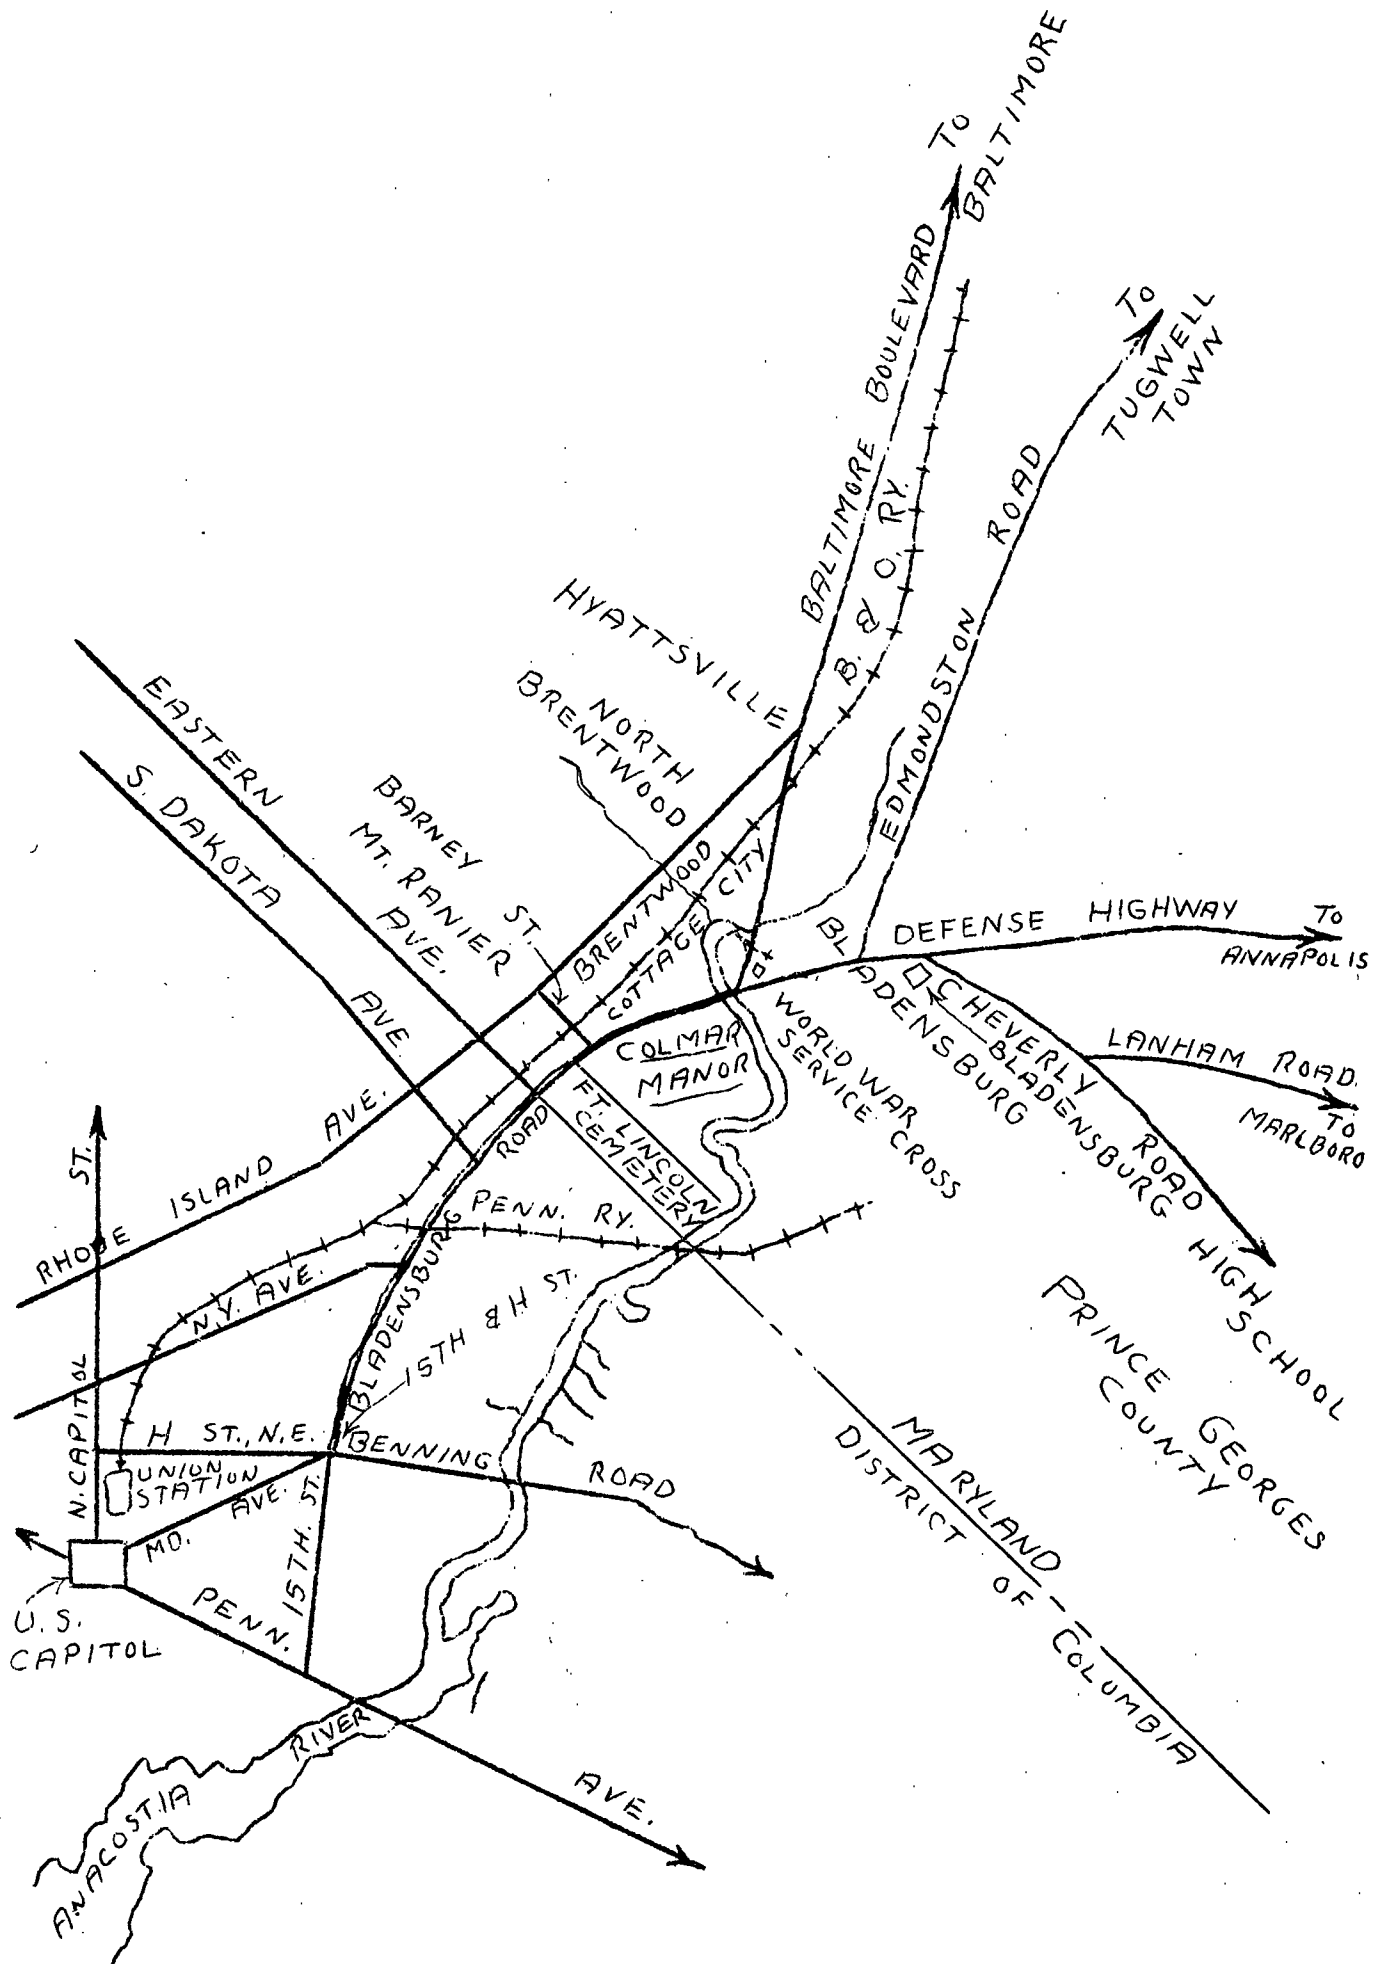 TO
BALTIMORE
BALTIMORE BOULEVARD
B. & O. RY.
TO
TUGWELL
TOWN
EDMONDSTON ROAD
HYATTSVILLE
NORTH
BRENTWOOD
EASTERN AVE.
S. DAKOTA AVE.
BARNEY ST.
MT. RANIER
BRENTWOOD
COTTAGE CITY
COLMAR
MANOR
BLADENSBURG
DEFENSE HIGHWAY
TO
ANNAPOLIS
CHEVERLY ROAD
LANHAM ROAD.
TO
MARLBORO
BLADENSBURG
BLADENSBURG HIGH SCHOOL
WORLD WAR
SERVICE CROSS
FT. LINCOLN
CEMETERY
RHODE ISLAND AVE.
N. CAPITOL ST.
N.Y. AVE.
PENN. RY.
BLADENSBURG ROAD
15TH & H ST.
H ST., N.E.
BENNING ROAD
UNION
STATION
MD. AVE.
15TH. ST.
U.S.
CAPITOL
PENN. AVE.
ANACOSTIA RIVER
PRINCE GEORGES
COUNTY
MARYLAND
DISTRICT OF COLUMBIA